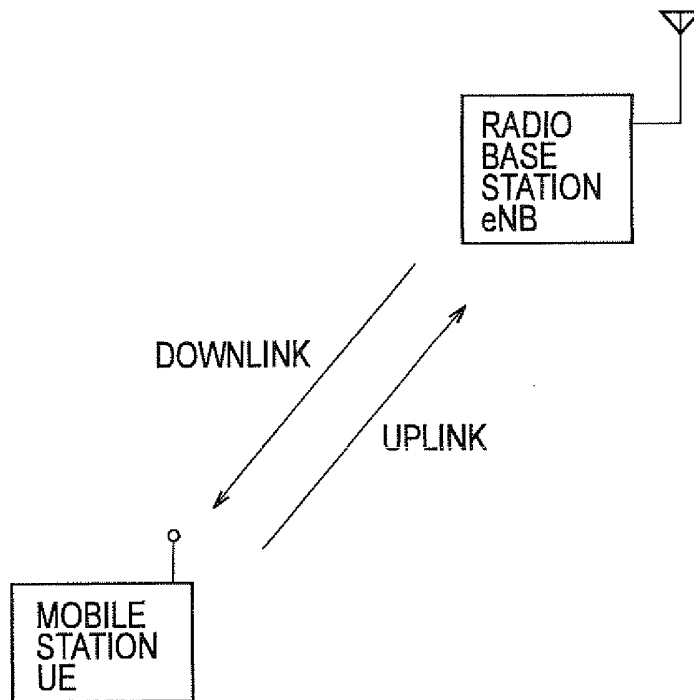 RADIO
BASE
STATION
eNB
DOWNLINK
UPLINK
MOBILE
STATION
UE